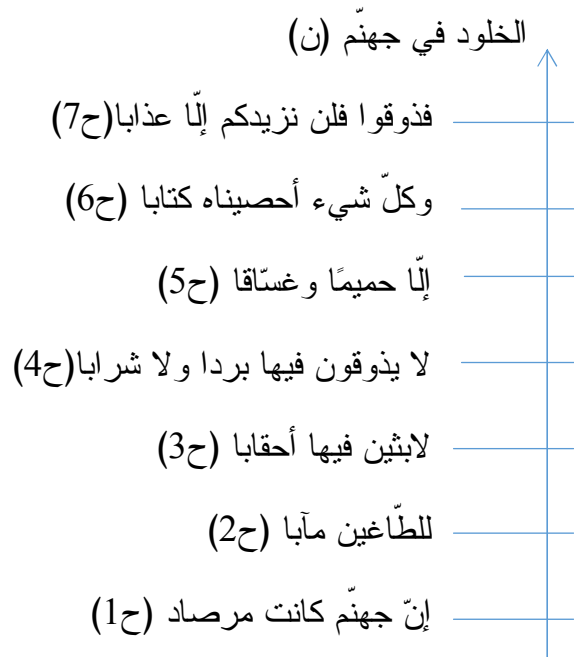 الخلود في جهنّم (ن)
فذوقوا فلن نزيدكم إلّا عذابا(ح7)
وكلّ شيء أحصيناه كتابا (ح6)
إلّا حميمًا وغسّاقا (ح5)
لا يذوقون فيها بردا ولا شرابا(ح4)
لابثين فيها أحقابا (ح3)
للطّاغين مآبا (ح2)
إنّ جهنّم كانت مرصاد (ح1)